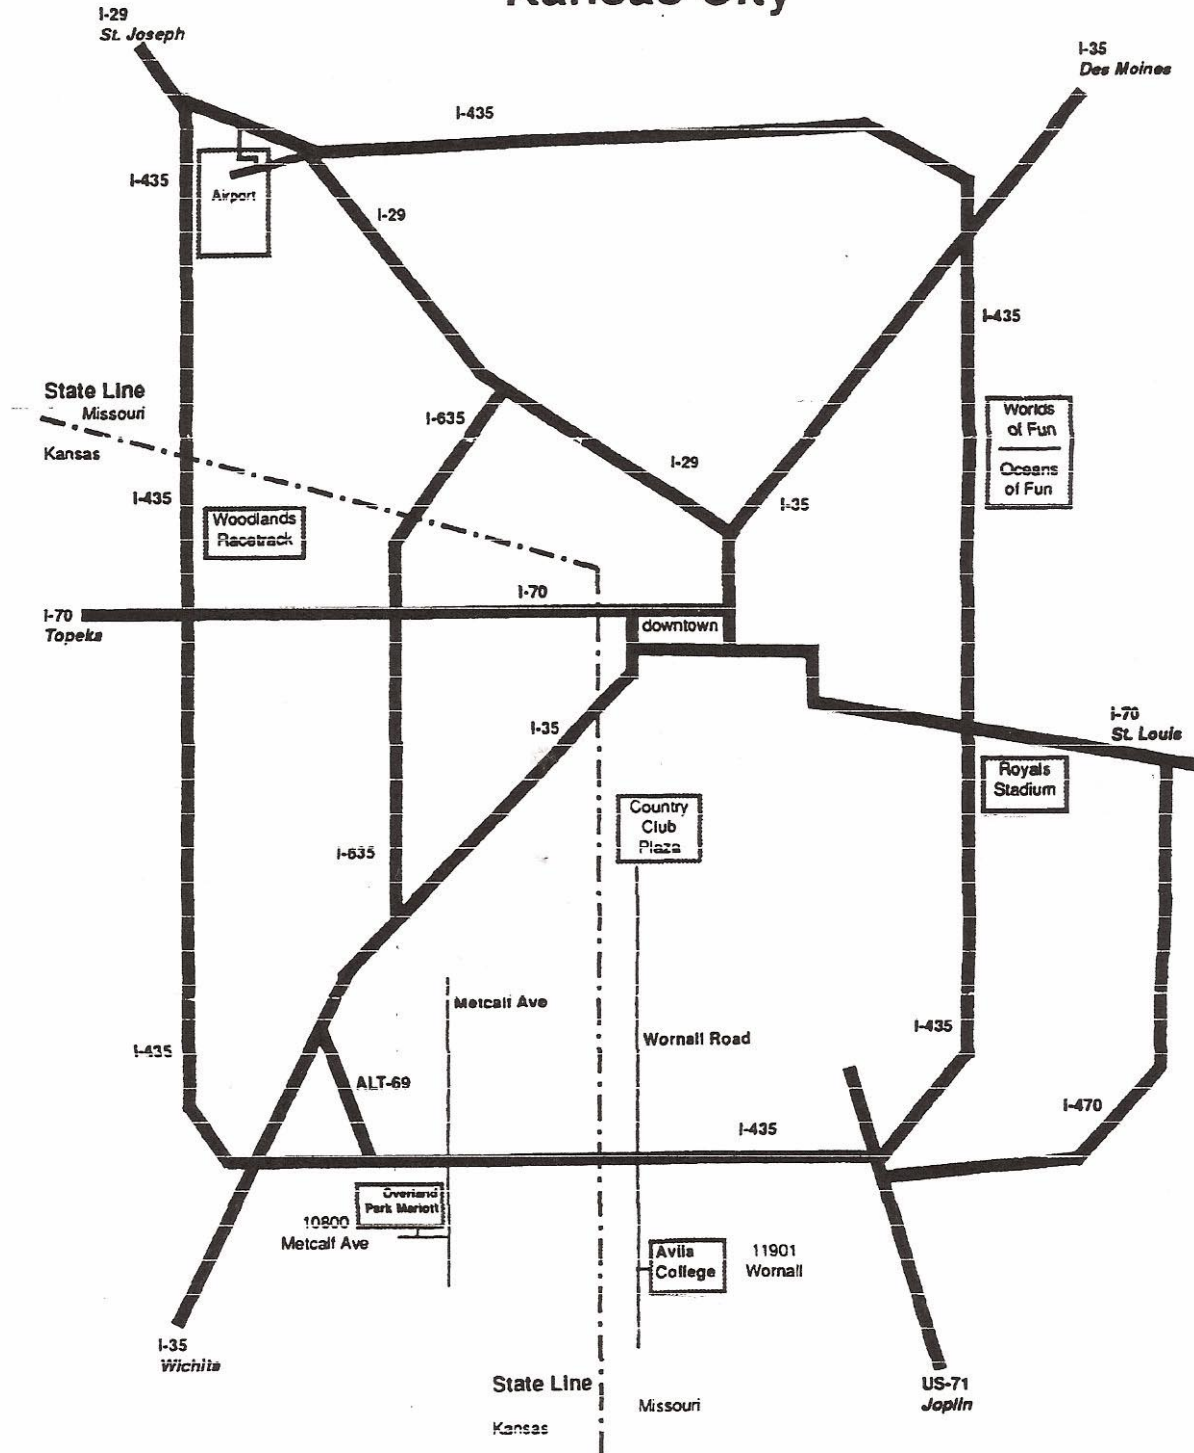 Kansas City
I-29
St. Joseph
I-35
Des Moines
I-435
I-435
Airport
I-29
I-435
State Line
Missouri
Kansas
I-635
Worlds
of Fun
Oceans
of Fun
I-29
I-435
I-35
Woodlands
Racetrack
I-70
I-70
Topeka
downtown
I-35
I-70
St. Louis
Royals
Stadium
Country
Club
Plaza
I-635
Metcalf Ave
Wornall Road
I-435
I-435
ALT-69
I-470
I-435
Overland
Park Mariott
10800
Metcalf Ave
Avila
College
11901
Wornall
I-35
Wichita
State Line
Missouri
Kansas
US-71
Joplin